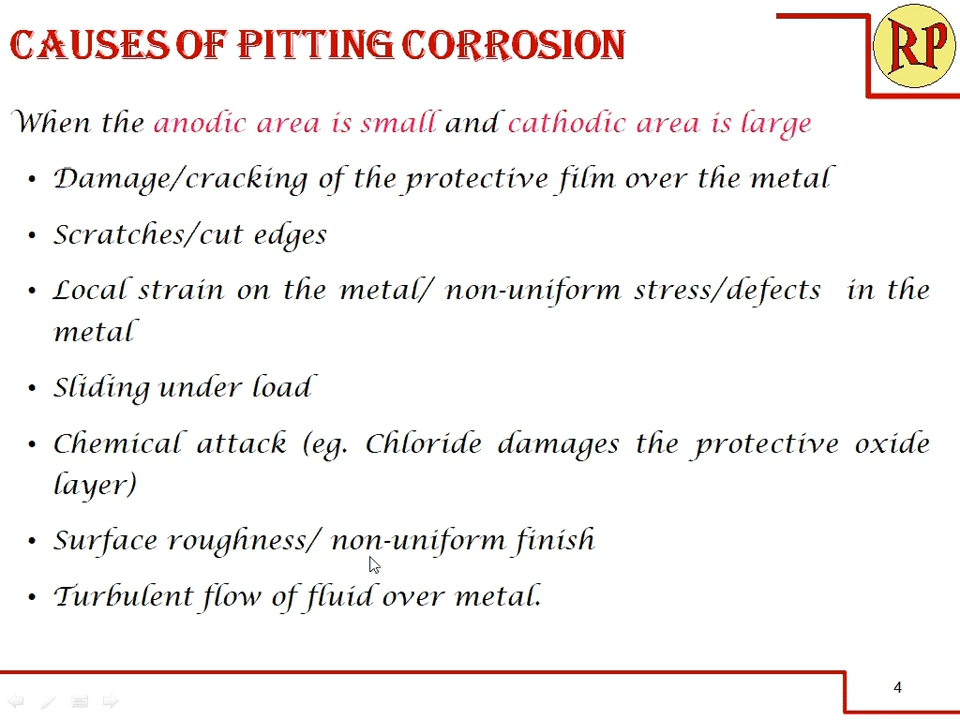 CAUSES OF PITTING CORROSION
RP
When the anodic area is small and cathodic area is large
• Damage/cracking of the protective film over the metal
• Scratches/cut edges
• Local strain on the metal/ non-uniform stress/defects in the
metal
• Sliding under load
• Chemical attack (eg. Chloride damages the protective oxide
layer)
• Surface roughness/ non-uniform finish
• Turbulent flow of fluid over metal.
4